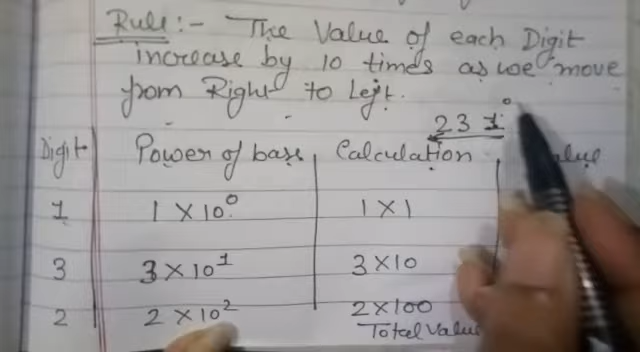 Rule:- The Value of each Digit
increase by 10 times as we move
from Right to Left.
231°
Digit Power of base Calculation
1 1×10⁰ 1×1
3 3×10¹ 3×10
2 2×10² 2×100
Total Value